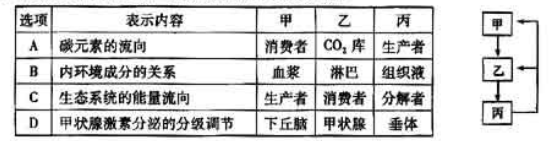 选项 表示内容 甲 乙 丙
A 碳元素的流向 消费者 CO₂库 生产者
B 内环境成分的关系 血浆 淋巴 组织液
C 生态系统的能量流向 生产者 消费者 分解者
D 甲状腺激素分泌的分级调节 下丘脑 甲状腺 垂体
甲
乙
丙